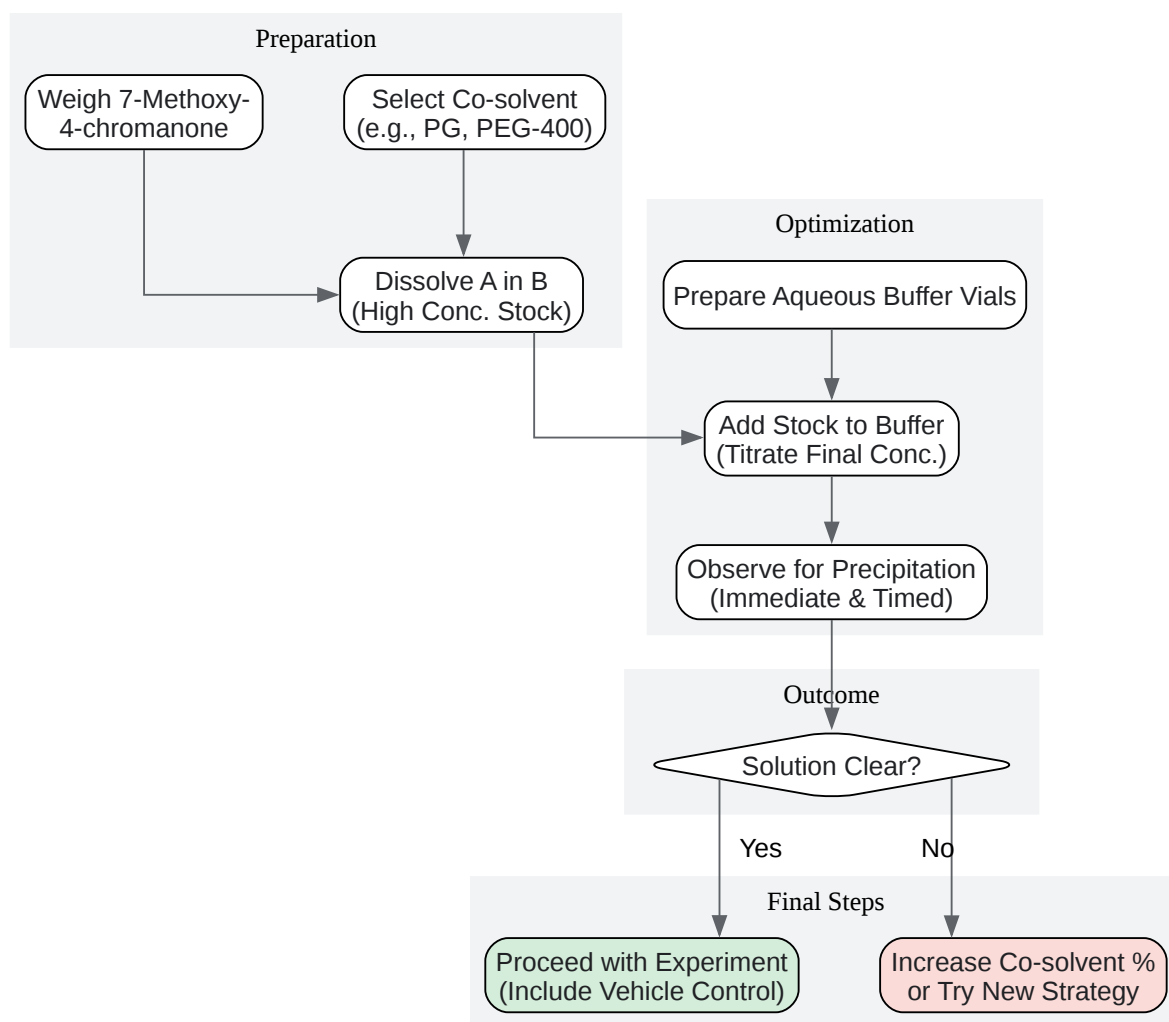 Preparation
Weigh 7-Methoxy-
4-chromanone
Select Co-solvent
(e.g., PG, PEG-400)
Dissolve A in B
(High Conc. Stock)
Optimization
Prepare Aqueous Buffer Vials
Add Stock to Buffer
(Titrate Final Conc.)
Observe for Precipitation
(Immediate & Timed)
Outcome
Solution Clear?
Yes
No
Final Steps
Proceed with Experiment
(Include Vehicle Control)
Increase Co-solvent %
or Try New Strategy